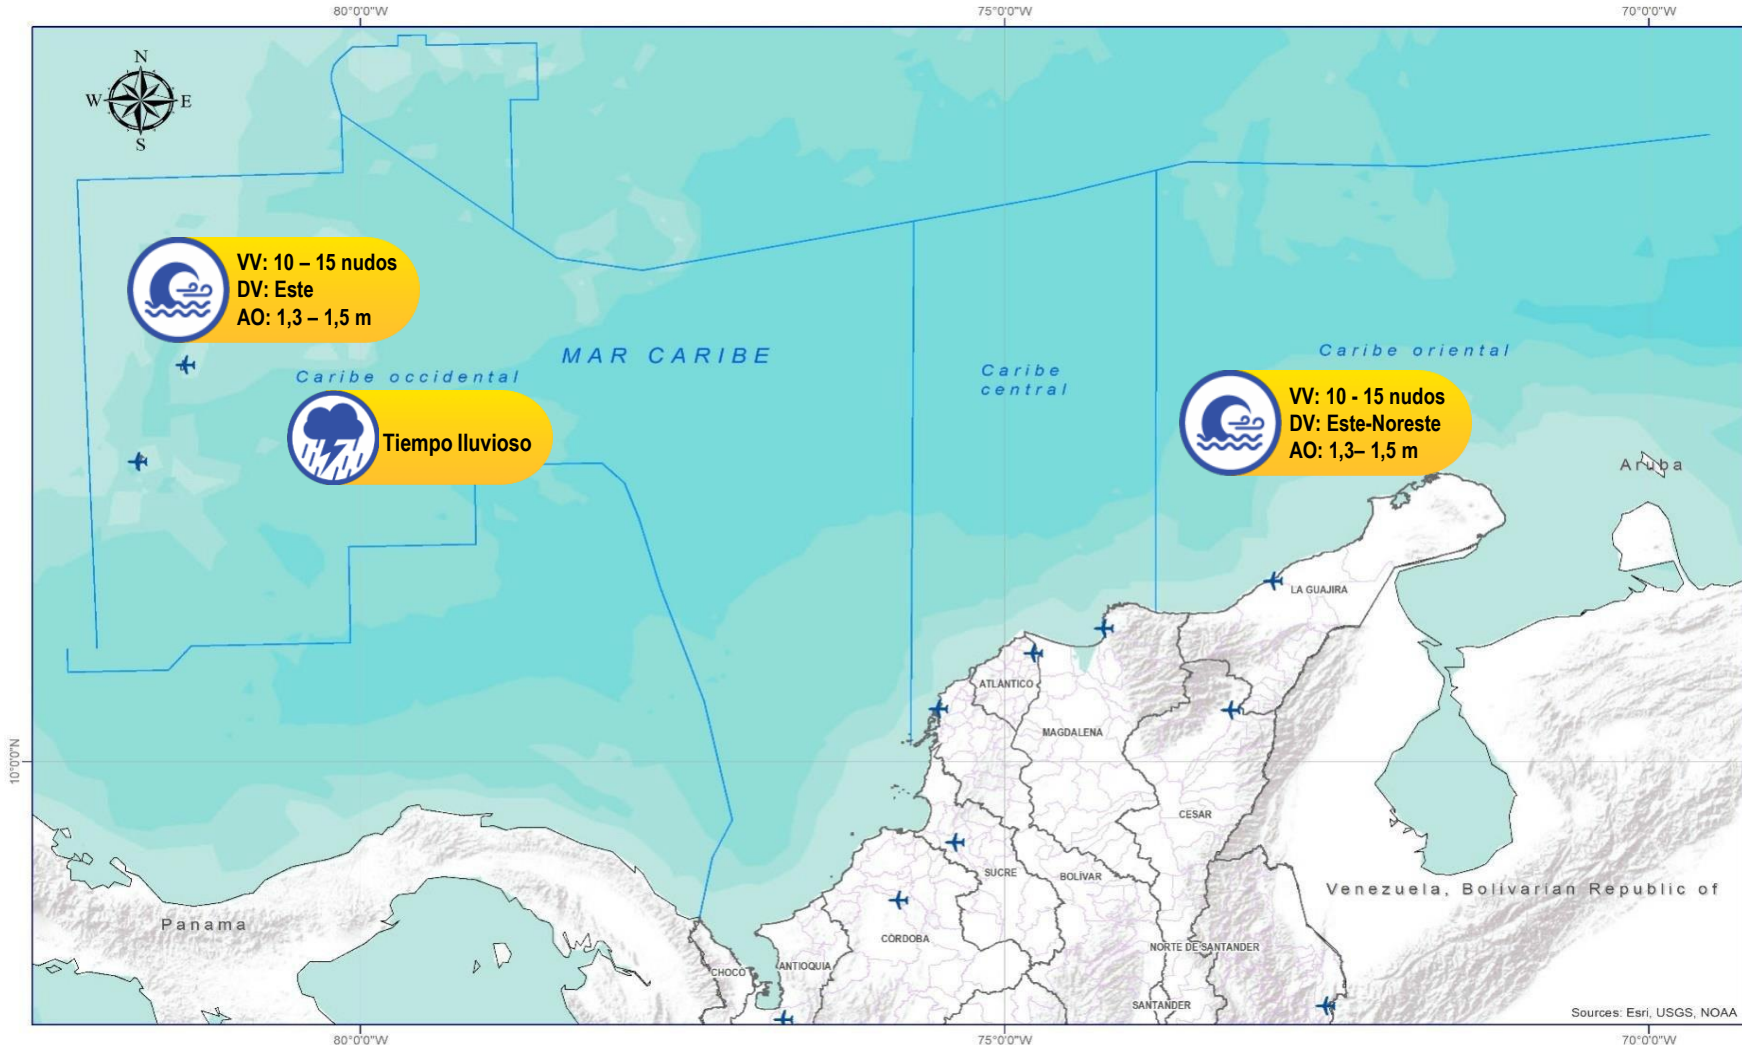 80°0'0"W
75°0'0"W
70°0'0"W
N
W
E
S
VV: 10 – 15 nudos
DV: Este
AO: 1,3 – 1,5 m
MAR CARIBE
Caribe occidental
Caribe
central
Caribe oriental
Tiempo lluvioso
VV: 10 - 15 nudos
DV: Este-Noreste
AO: 1,3– 1,5 m
Aruba
LA GUAJIRA
ATLÁNTICO
MAGDALENA
10°0'0"N
CESAR
SUCRE
BOLÍVAR
Venezuela, Bolivarian Republic of
Panama
CÓRDOBA
NORTE DE SANTANDER
CHOCÓ
ANTIOQUIA
SANTANDER
Sources: Esri, USGS, NOAA
80°0'0"W
75°0'0"W
70°0'0"W